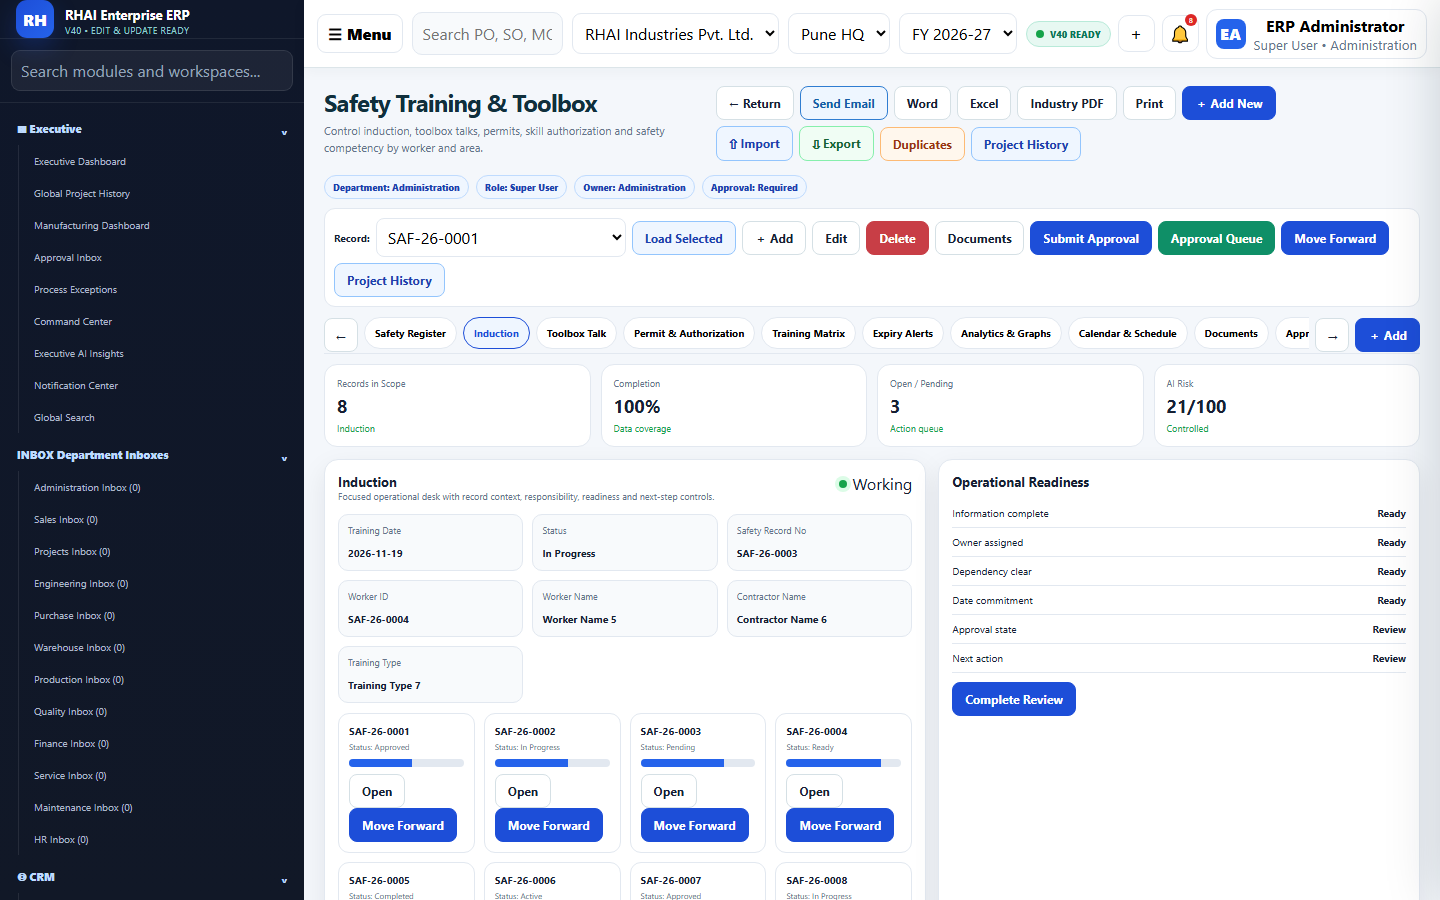 RH
RHAI Enterprise ERP
V40 • EDIT & UPDATE READY
Search modules and workspaces...
Executive
Executive Dashboard
Global Project History
Manufacturing Dashboard
Approval Inbox
Process Exceptions
Command Center
Executive AI Insights
Notification Center
Global Search
INBOX Department Inboxes
Administration Inbox (0)
Sales Inbox (0)
Projects Inbox (0)
Engineering Inbox (0)
Purchase Inbox (0)
Warehouse Inbox (0)
Production Inbox (0)
Quality Inbox (0)
Finance Inbox (0)
Service Inbox (0)
Maintenance Inbox (0)
HR Inbox (0)
CRM
☰ Menu
Search PO, SO, MO
RHAI Industries Pvt. Ltd.
Pune HQ
FY 2026-27
V40 READY
+
8
EA
ERP Administrator
Super User • Administration
Safety Training & Toolbox
Control induction, toolbox talks, permits, skill authorization and safety
competency by worker and area.
← Return
Send Email
Word
Excel
Industry PDF
Print
+ Add New
⇧ Import
⇩ Export
Duplicates
Project History
Department: Administration
Role: Super User
Owner: Administration
Approval: Required
Record:
SAF-26-0001
Load Selected
+ Add
Edit
Delete
Documents
Submit Approval
Approval Queue
Move Forward
Project History
←
Safety Register
Induction
Toolbox Talk
Permit & Authorization
Training Matrix
Expiry Alerts
Analytics & Graphs
Calendar & Schedule
Documents
Appr
→
+ Add
Records in Scope
8
Induction
Completion
100%
Data coverage
Open / Pending
3
Action queue
AI Risk
21/100
Controlled
Induction
Focused operational desk with record context, responsibility, readiness and next-step controls.
Working
Training Date
2026-11-19
Status
In Progress
Safety Record No
SAF-26-0003
Worker ID
SAF-26-0004
Worker Name
Worker Name 5
Contractor Name
Contractor Name 6
Training Type
Training Type 7
SAF-26-0001
Status: Approved
Open
Move Forward
SAF-26-0002
Status: In Progress
Open
Move Forward
SAF-26-0003
Status: Pending
Open
Move Forward
SAF-26-0004
Status: Ready
Open
Move Forward
SAF-26-0005
Status: Completed
SAF-26-0006
Status: Active
SAF-26-0007
Status: Approved
SAF-26-0008
Status: In Progress
Operational Readiness
Information complete Ready
Owner assigned Ready
Dependency clear Ready
Date commitment Ready
Approval state Review
Next action Review
Complete Review